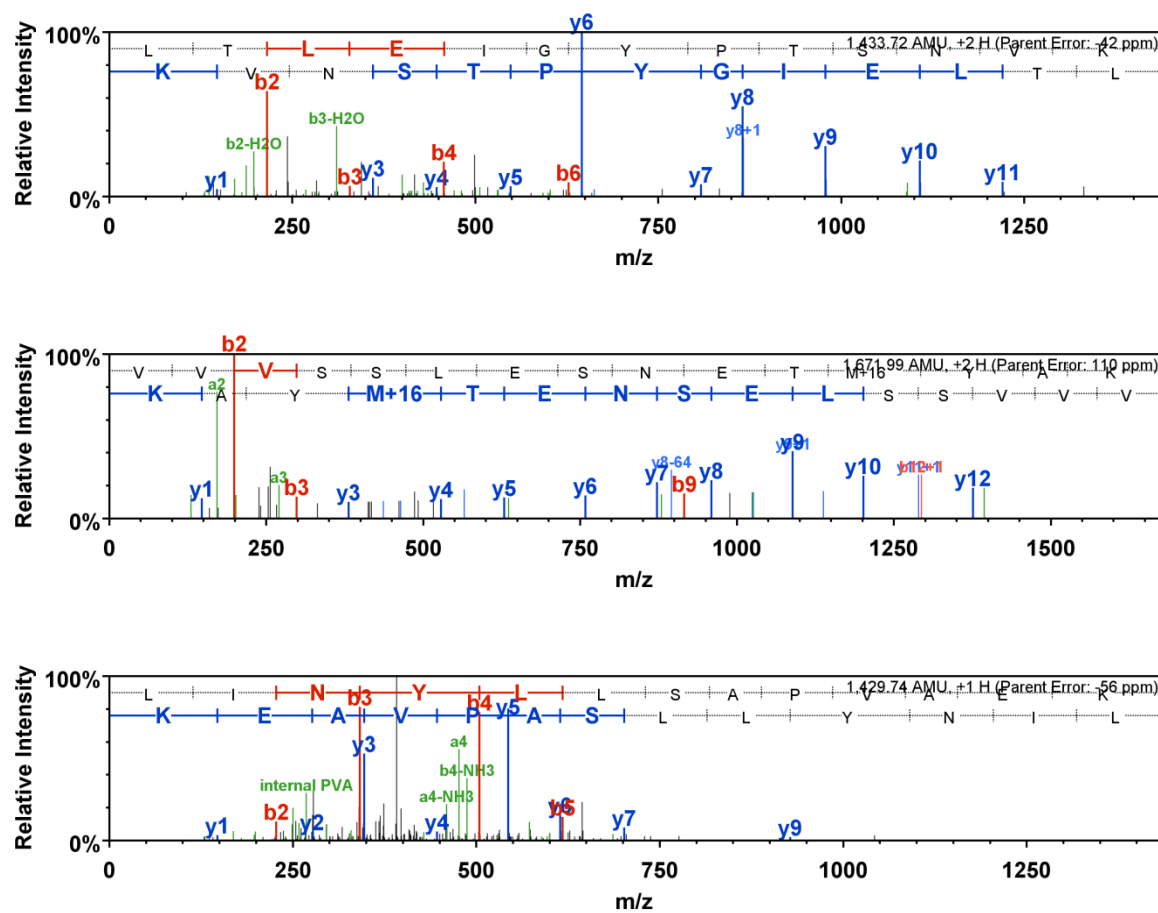 y6
100%
L T L E I G Y P T S N V K
1,433.72 AMU, +2 H (Parent Error: -42 ppm)
K V N S T P Y G I E L T L
b2
y8
b3-H2O
y8+1
b2-H2O
b4
y9
y10
y3
b6
y1
b3
y4
y5
y7
y11
0%
Relative Intensity
0 250 500 750 1000 1250
m/z
b2
100%
V V V S S L E S N E T M+16 Y A K
1,671.99 AMU, +2 H (Parent Error: 110 ppm)
K A Y M+16 T E N S E L S S V V V
a2
y9
y8-64
y7
y8
y10
b12+1
y12
a3
b9
y1
b3
y3
y4
y5
y6
0%
Relative Intensity
0 250 500 750 1000 1250 1500
m/z
100%
L I N Y L L S A P V A E K
1,429.74 AMU, +1 H (Parent Error: -56 ppm)
K E A V P A S L L Y N I L
b3
b4
y5
y3
a4
b4-NH3
internal PVA
a4-NH3
b2
y6
b5
y1
y2
y4
y7
y9
0%
Relative Intensity
0 250 500 750 1000 1250
m/z